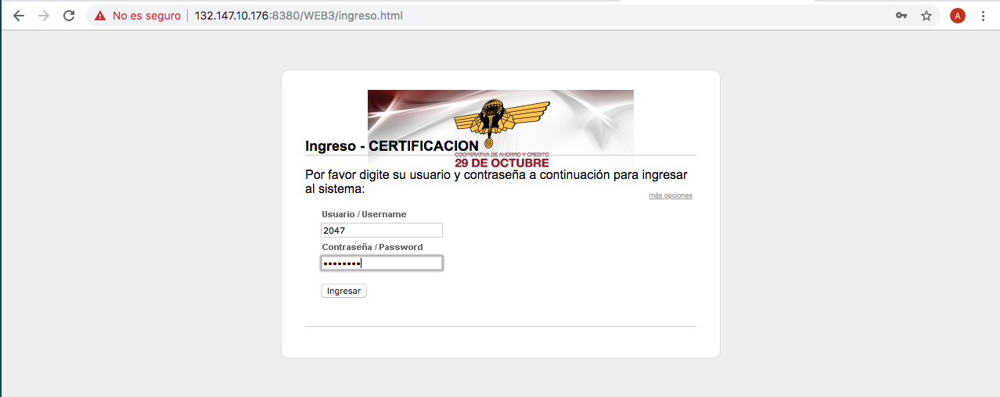 No es seguro | 132.147.10.176:8380/WEB3/ingreso.html
A
Ingreso - CERTIFICACION
COOPERATIVA DE AHORRO Y CREDITO
29 DE OCTUBRE
Por favor digite su usuario y contraseña a continuación para ingresar
al sistema:
más opciones
Usuario / Username
2047
Contraseña / Password
••••••••
Ingresar